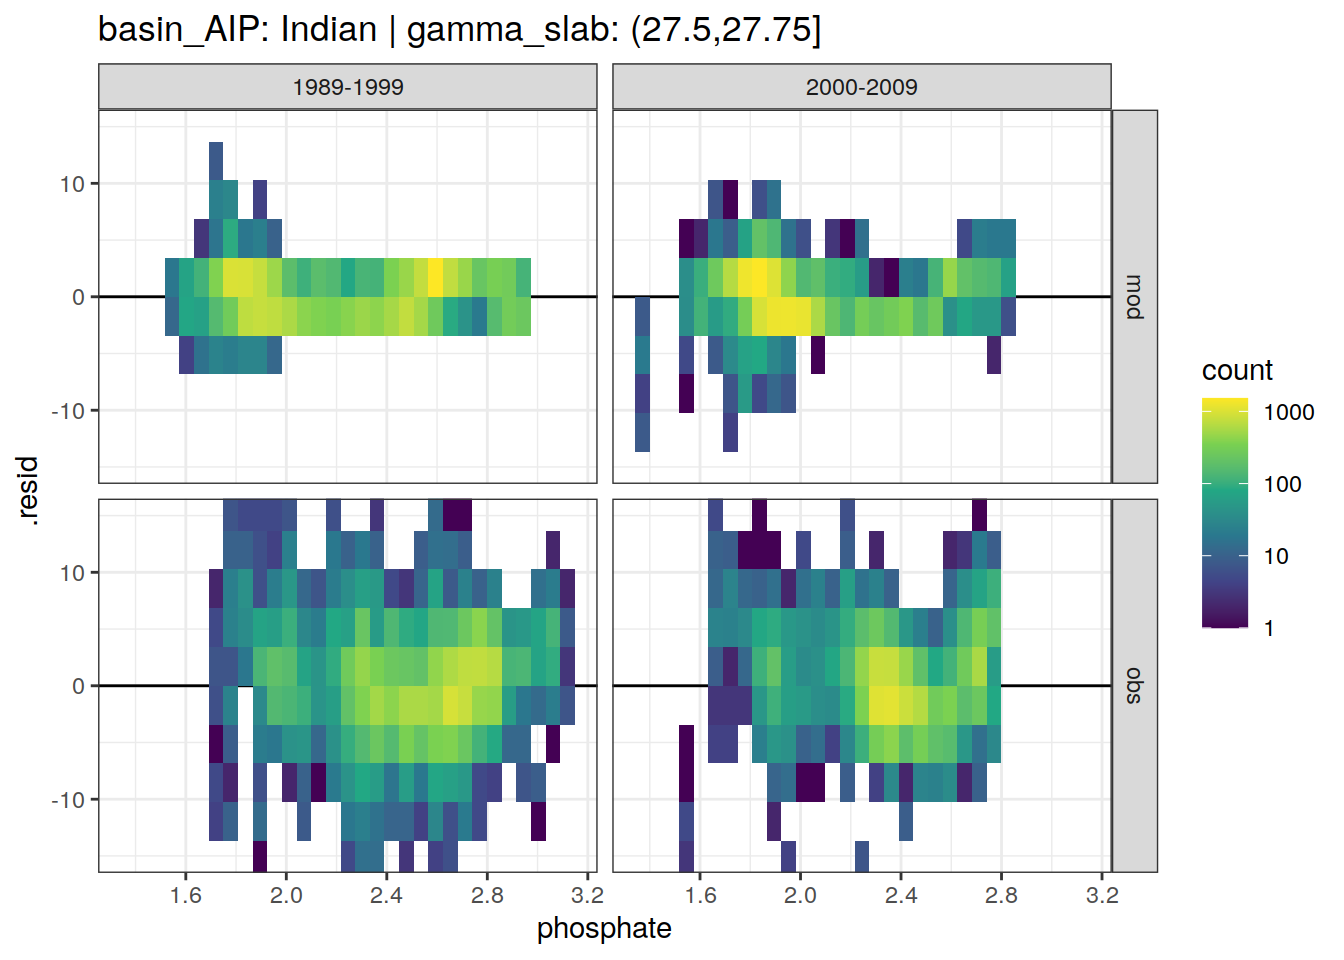 basin_AIP: Indian | gamma_slab: (27.5,27.75]
1989-1999
2000-2009
10
0
-10
mod
10
0
-10
obs
.resid
1.6 2.0 2.4 2.8 3.2
1.6 2.0 2.4 2.8 3.2
phosphate
count
1000
100
10
1